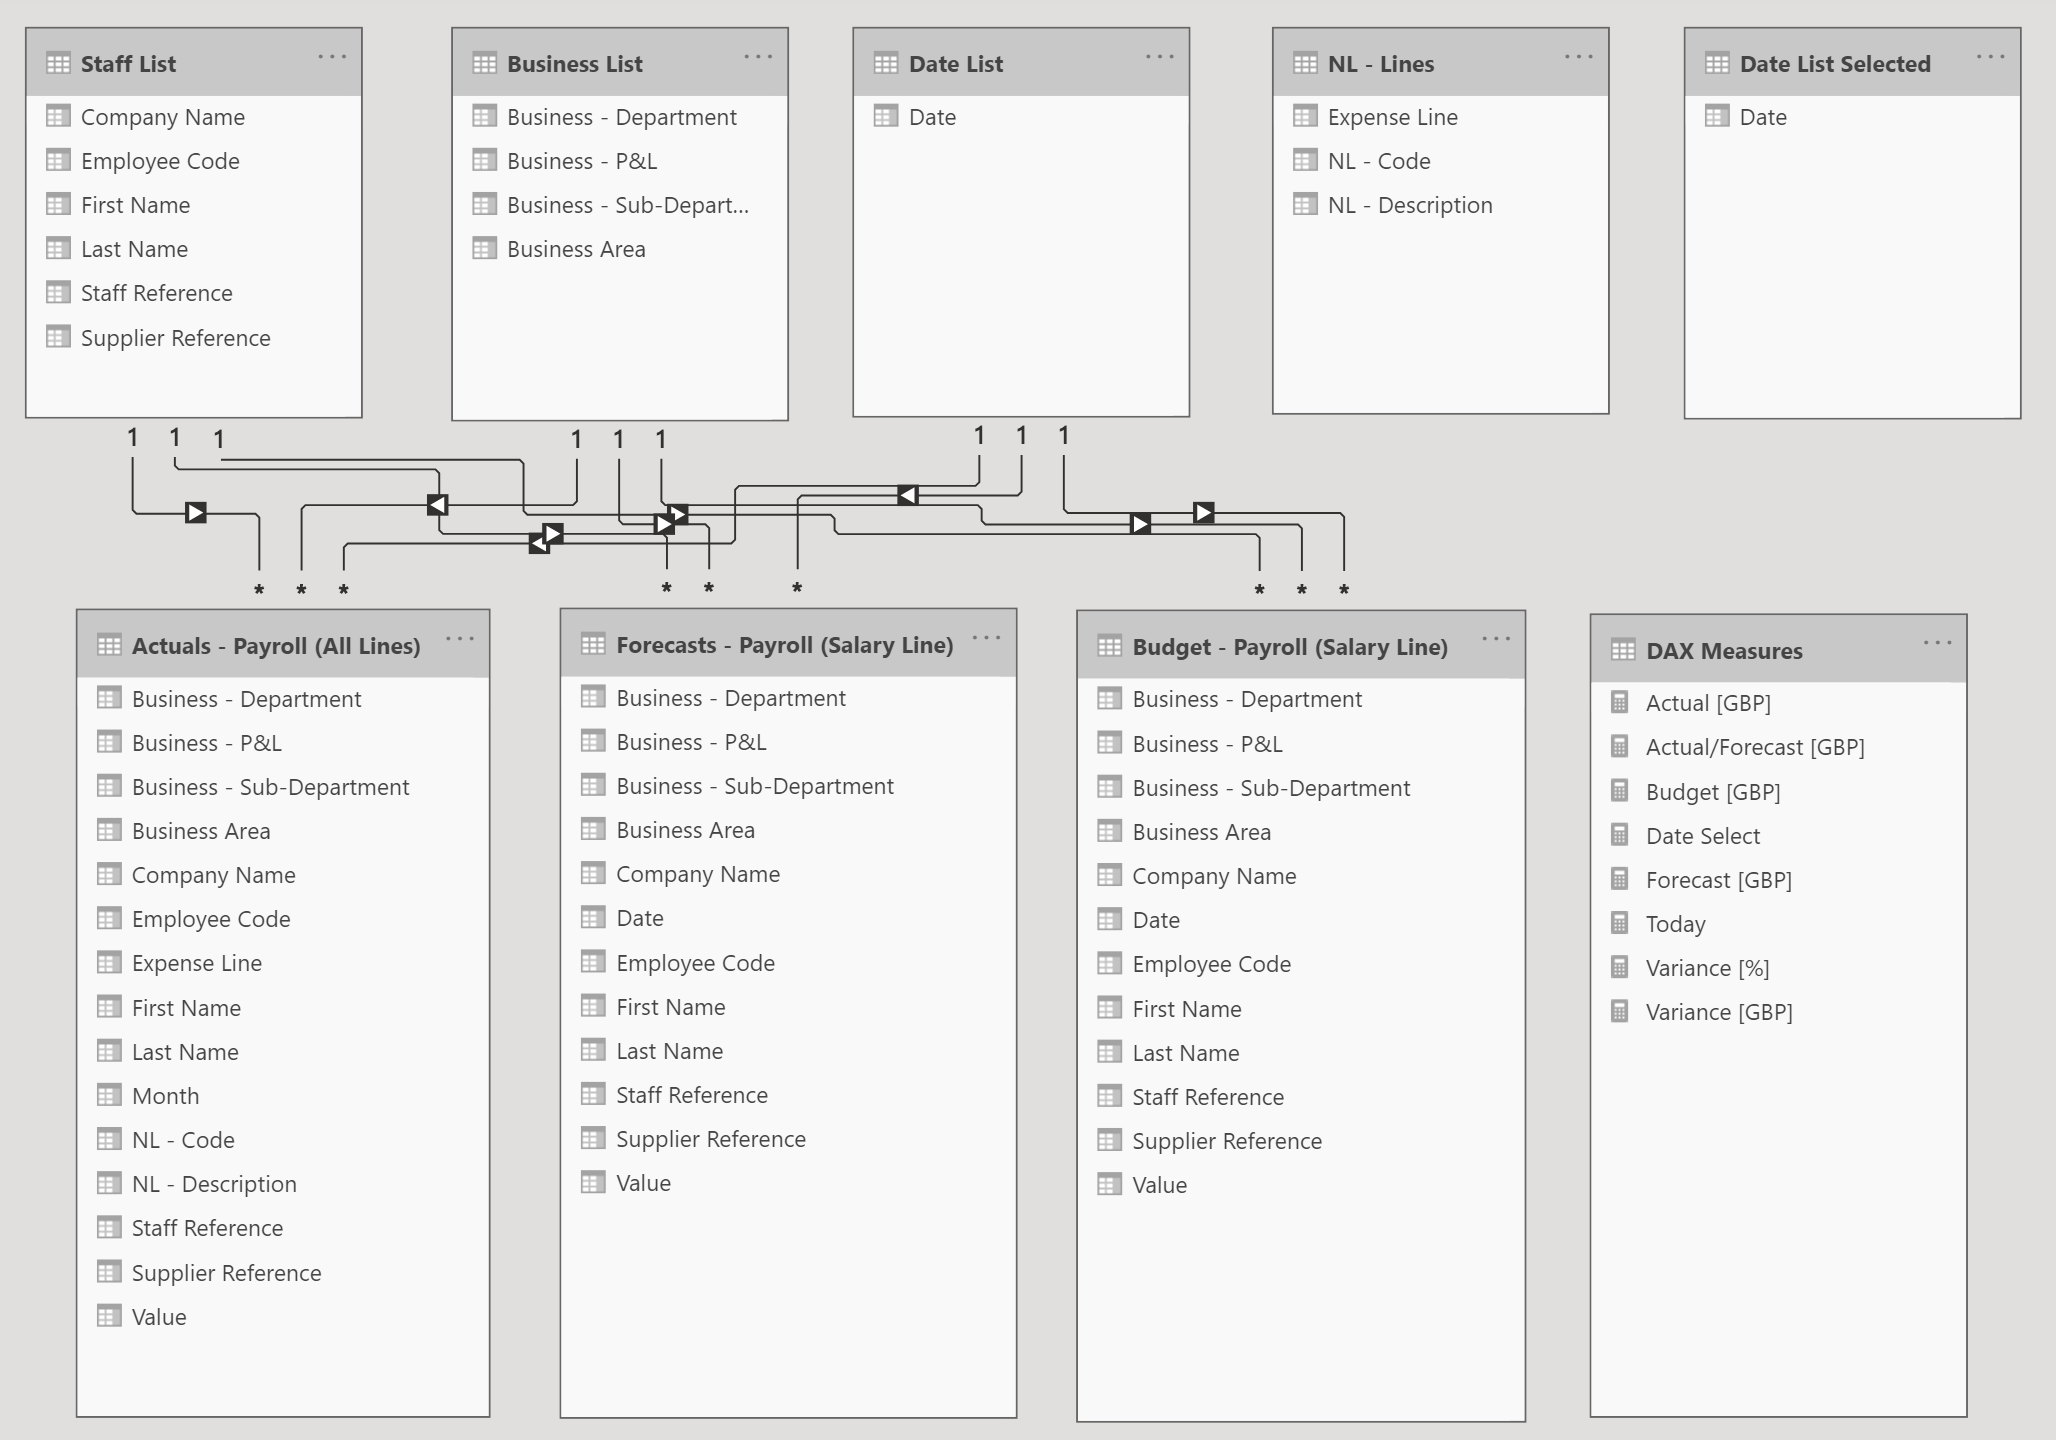 Staff List
Company Name
Employee Code
First Name
Last Name
Staff Reference
Supplier Reference
Business List
Business - Department
Business - P&L
Business - Sub-Depart...
Business Area
Date List
Date
NL - Lines
Expense Line
NL - Code
NL - Description
Date List Selected
Date
1 1 1 1 1 1 1 1 1
* * * * * * * * *
Actuals - Payroll (All Lines)
Business - Department
Business - P&L
Business - Sub-Department
Business Area
Company Name
Employee Code
Expense Line
First Name
Last Name
Month
NL - Code
NL - Description
Staff Reference
Supplier Reference
Value
Forecasts - Payroll (Salary Line)
Business - Department
Business - P&L
Business - Sub-Department
Business Area
Company Name
Date
Employee Code
First Name
Last Name
Staff Reference
Supplier Reference
Value
Budget - Payroll (Salary Line)
Business - Department
Business - P&L
Business - Sub-Department
Business Area
Company Name
Date
Employee Code
First Name
Last Name
Staff Reference
Supplier Reference
Value
DAX Measures
Actual [GBP]
Actual/Forecast [GBP]
Budget [GBP]
Date Select
Forecast [GBP]
Today
Variance [%]
Variance [GBP]